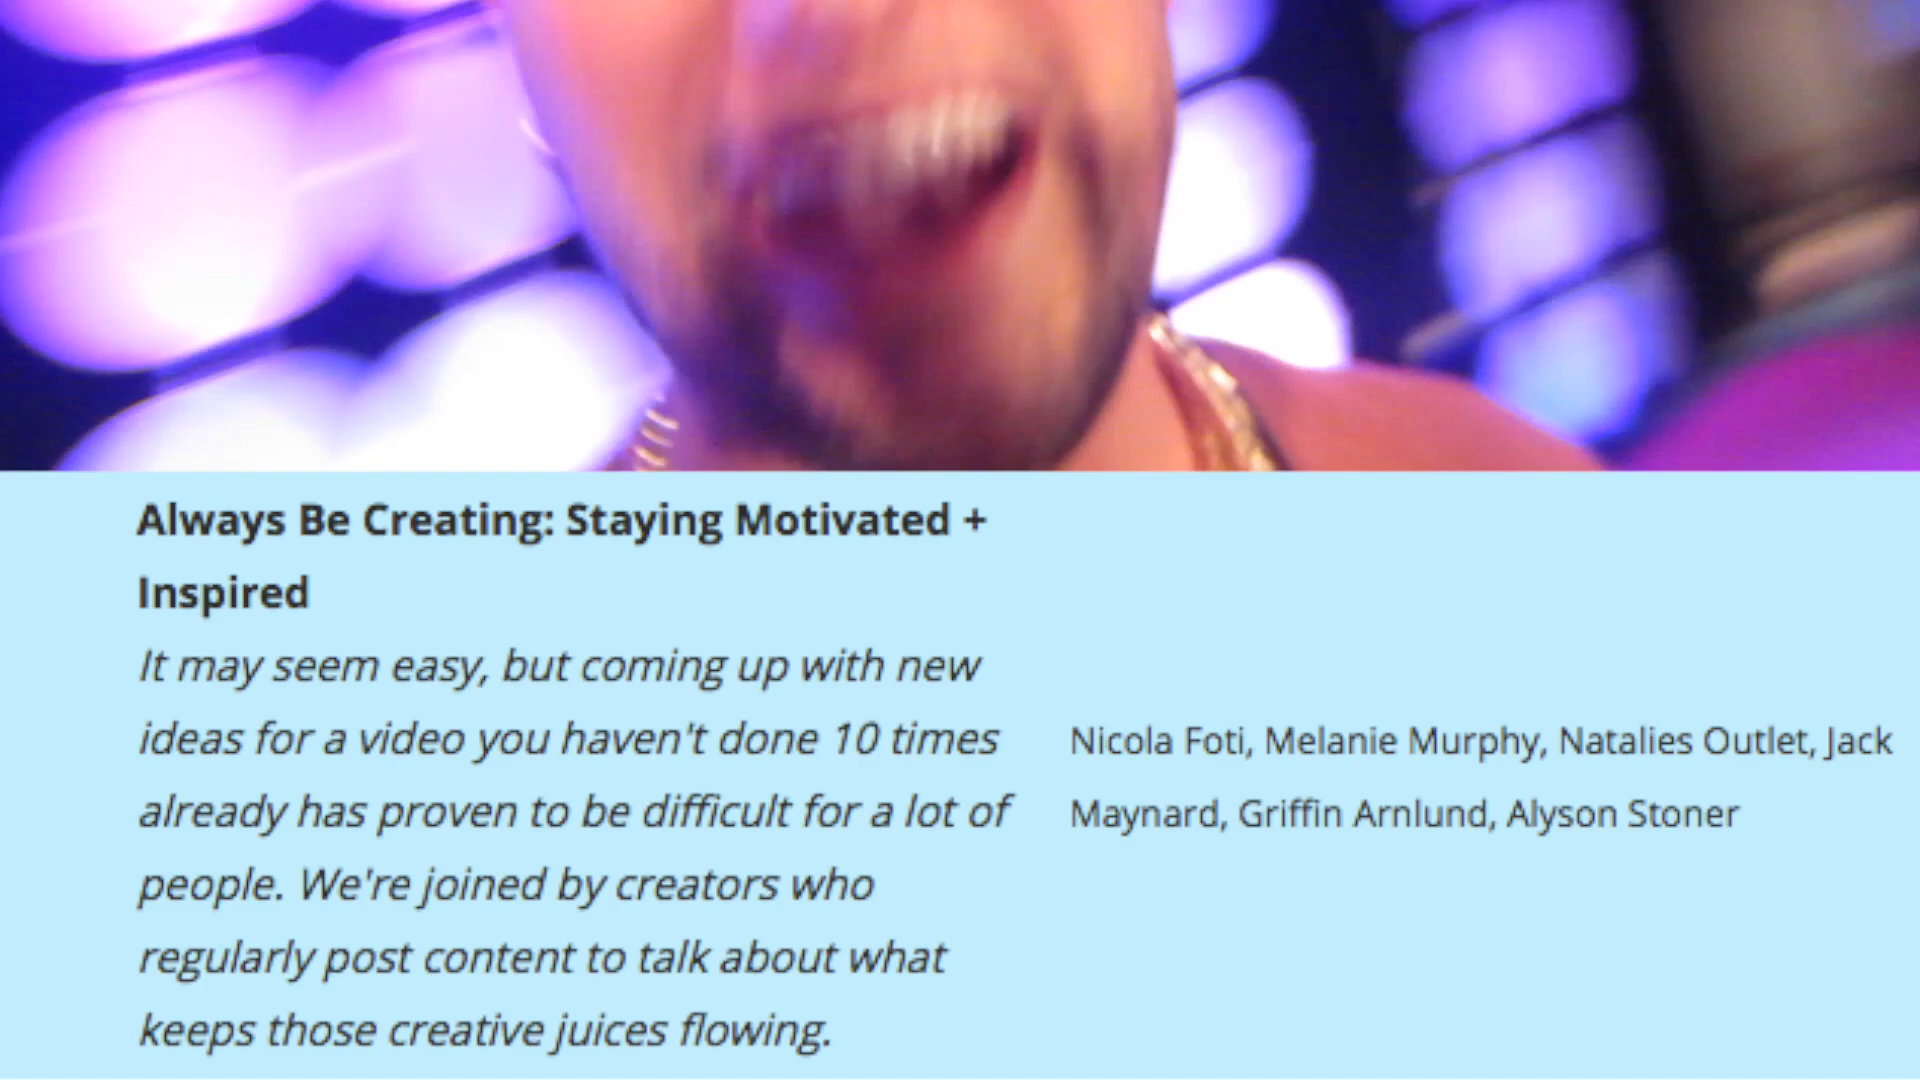 Always Be Creating: Staying Motivated +
Inspired
It may seem easy, but coming up with new
ideas for a video you haven't done 10 times
already has proven to be difficult for a lot of
people. We're joined by creators who
regularly post content to talk about what
keeps those creative juices flowing.
Nicola Foti, Melanie Murphy, Natalies Outlet, Jack
Maynard, Griffin Arnlund, Alyson Stoner